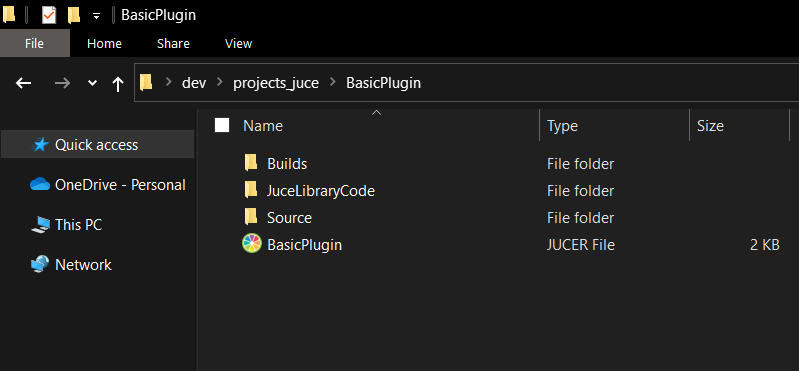 BasicPlugin
File Home Share View
dev projects_juce BasicPlugin
Name Type Size
Quick access
OneDrive - Personal
This PC
Network
Builds File folder
JuceLibraryCode File folder
Source File folder
BasicPlugin JUCER File 2 KB